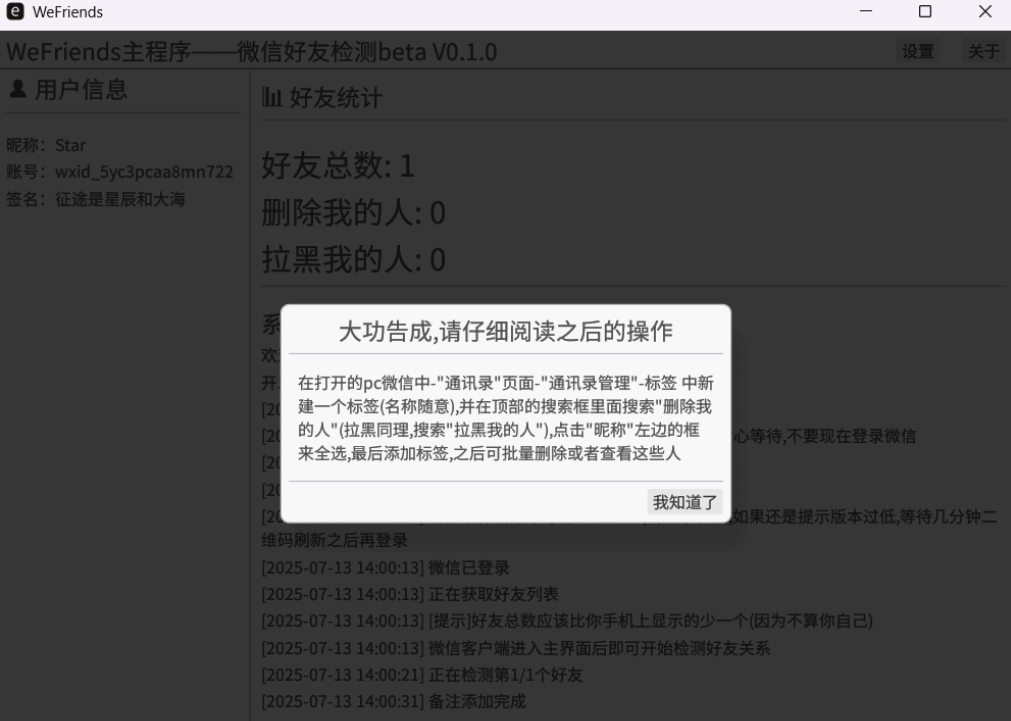 WeFriends
WeFriends主程序——微信好友检测beta V0.1.0
设置
关于
用户信息
昵称：Star
账号：wxid_5yc3pcaa8mn722
签名：征途是星辰和大海
好友统计
好友总数: 1
删除我的人: 0
拉黑我的人: 0
系
欢
开
大功告成,请仔细阅读之后的操作
在打开的pc微信中-"通讯录"页面-"通讯录管理"-标签 中新
建一个标签(名称随意),并在顶部的搜索框里面搜索"删除我
的人"(拉黑同理,搜索"拉黑我的人"),点击"昵称"左边的框
来全选,最后添加标签,之后可批量删除或者查看这些人
我知道了
[20
[20
心等待,不要现在登录微信
[20
[20
[20
如果还是提示版本过低,等待几分钟二
维码刷新之后再登录
[2025-07-13 14:00:13] 微信已登录
[2025-07-13 14:00:13] 正在获取好友列表
[2025-07-13 14:00:13] [提示]好友总数应该比你手机上显示的少一个(因为不算你自己)
[2025-07-13 14:00:13] 微信客户端进入主界面后即可开始检测好友关系
[2025-07-13 14:00:21] 正在检测第1/1个好友
[2025-07-13 14:00:31] 备注添加完成